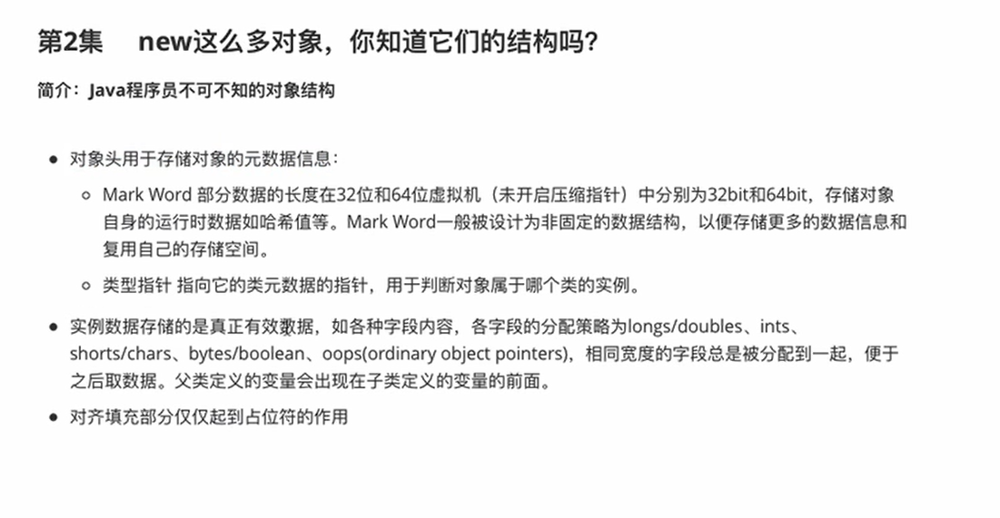 第2集 new这么多对象，你知道它们的结构吗？
简介：Java程序员不可不知的对象结构
对象头用于存储对象的元数据信息：
Mark Word 部分数据的长度在32位和64位虚拟机（未开启压缩指针）中分别为32bit和64bit，存储对象
自身的运行时数据如哈希值等。Mark Word一般被设计为非固定的数据结构，以便存储更多的数据信息和
复用自己的存储空间。
类型指针 指向它的类元数据的指针，用于判断对象属于哪个类的实例。
实例数据存储的是真正有效数据，如各种字段内容，各字段的分配策略为longs/doubles、ints、
shorts/chars、bytes/boolean、oops(ordinary object pointers)，相同宽度的字段总是被分配到一起，便于
之后取数据。父类定义的变量会出现在子类定义的变量的前面。
对齐填充部分仅仅起到占位符的作用